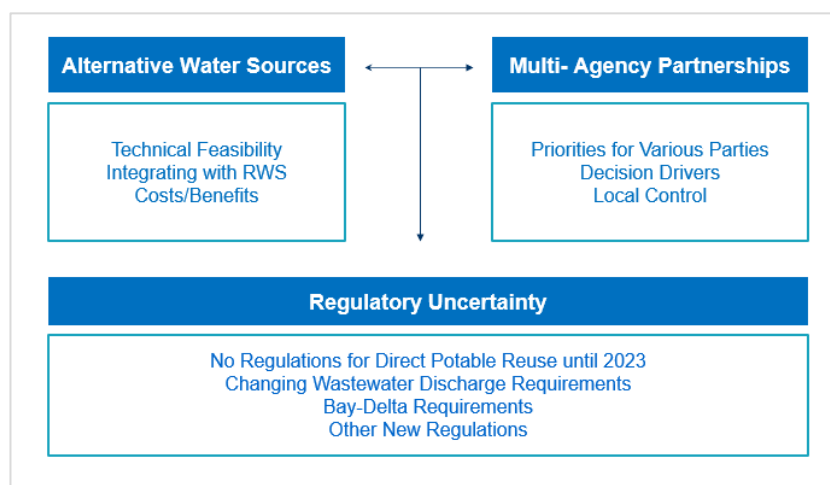 Alternative Water Sources
Multi- Agency Partnerships
Technical Feasibility
Integrating with RWS
Costs/Benefits
Priorities for Various Parties
Decision Drivers
Local Control
Regulatory Uncertainty
No Regulations for Direct Potable Reuse until 2023
Changing Wastewater Discharge Requirements
Bay-Delta Requirements
Other New Regulations